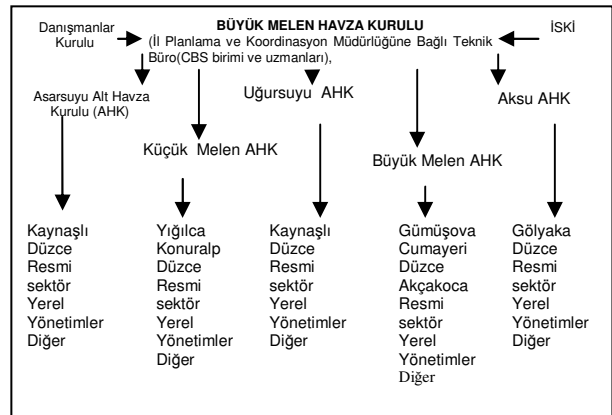 Danışmanlar
Kurulu
BÜYÜK MELEN HAVZA KURULU
(İl Planlama ve Koordinasyon Müdürlüğüne Bağlı Teknik
Büro(CBS birimi ve uzmanları),
İSKİ
Asarsuyu Alt Havza
Kurulu (AHK)
Uğursuyu AHK
Aksu AHK
Küçük Melen AHK
Büyük Melen AHK
Kaynaşlı
Düzce
Resmi
sektör
Yerel
Yönetimler
Diğer
Yığılca
Konuralp
Düzce
Resmi
sektör
Yerel
Yönetimler
Diğer
Kaynaşlı
Düzce
Resmi
sektör
Yerel
Yönetimler
Diğer
Gümüşova
Cumayeri
Düzce
Akçakoca
Resmi
sektör
Yerel
Yönetimler
Diğer
Gölyaka
Düzce
Resmi
sektör
Yerel
Yönetimler
Diğer